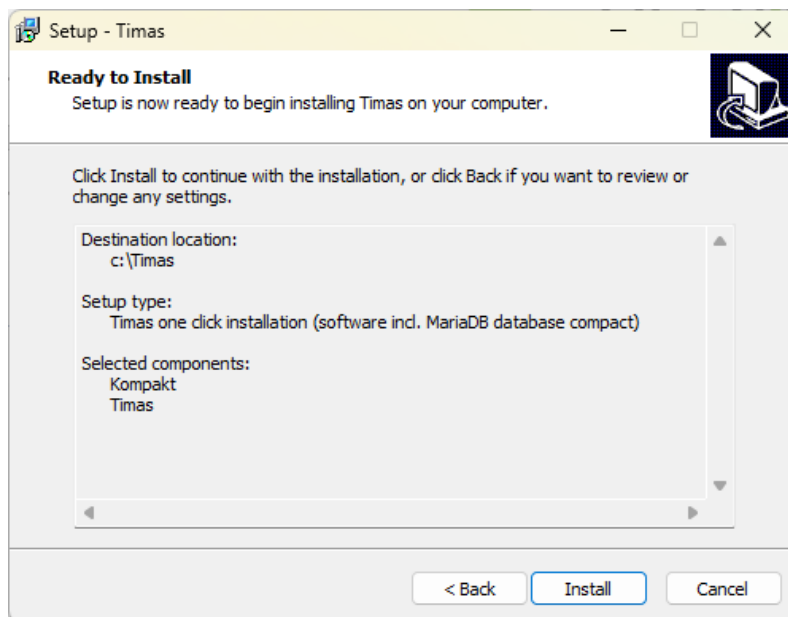 Setup - Timas
Ready to Install
Setup is now ready to begin installing Timas on your computer.
Click Install to continue with the installation, or click Back if you want to review or
change any settings.
Destination location:
c:\Timas
Setup type:
Timas one click installation (software incl. MariaDB database compact)
Selected components:
Kompakt
Timas
< Back
Install
Cancel